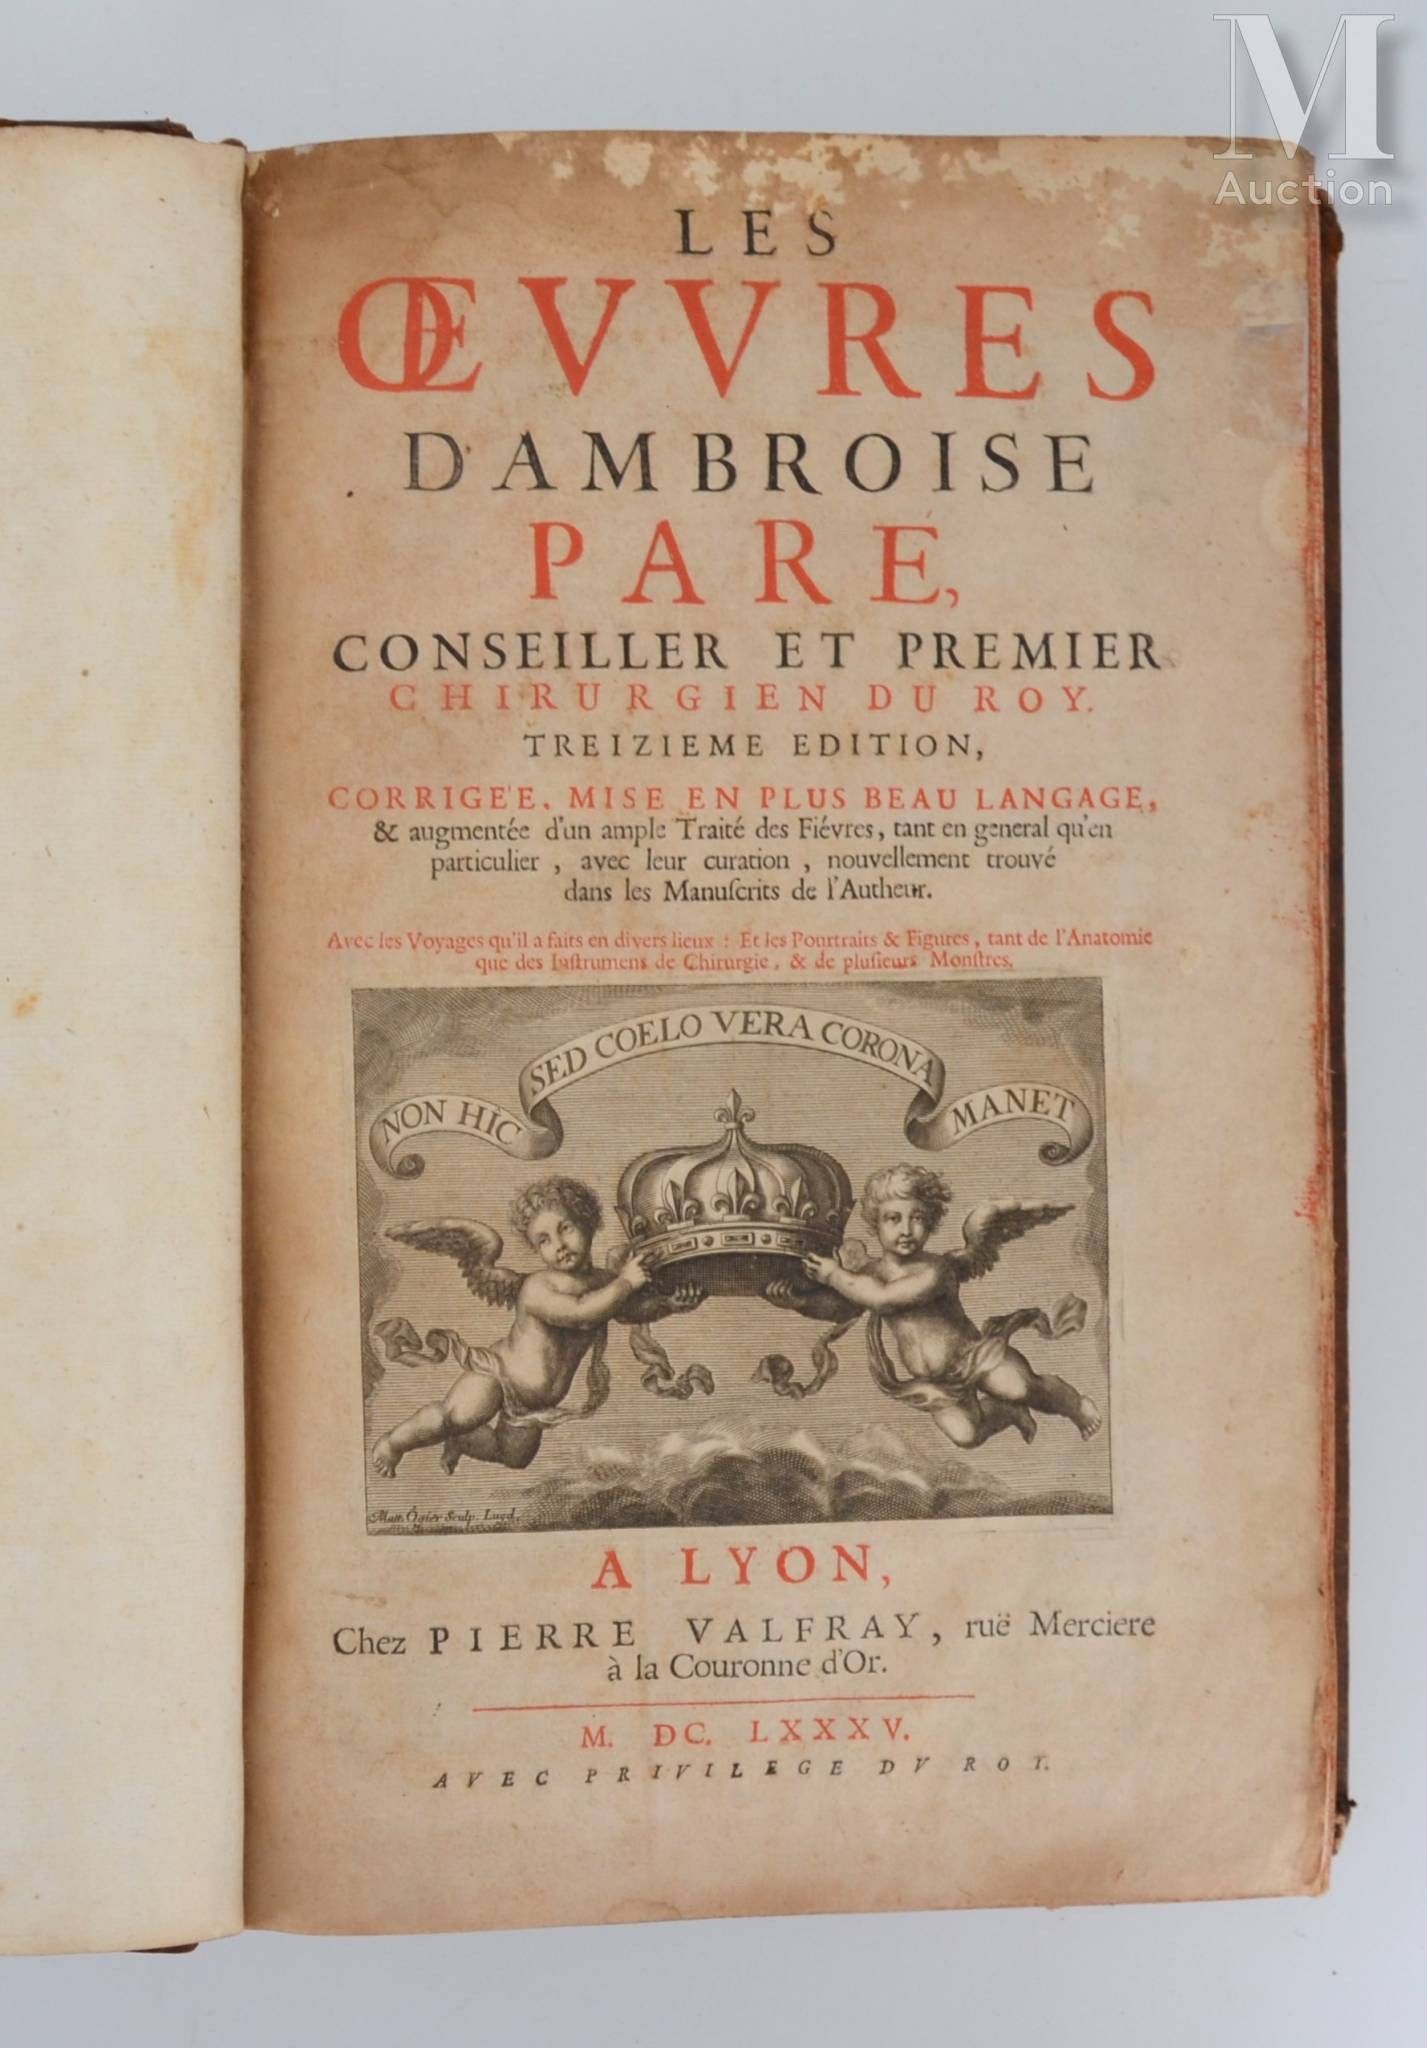 M
Auction
LES
ŒVVRES
D'AMBROISE
PARE,
CONSEILLER ET PREMIER
CHIRURGIEN DU ROY.
TREIZIEME EDITION,
CORRIGE'E, MISE EN PLUS BEAU LANGAGE,
& augmentée d'un ample Traité des Fiévres, tant en general qu'en
particulier, avec leur curation, nouvellement trouvé
dans les Manuſcrits de l'Autheur.
Avec les Voyages qu'il a faits en divers lieux : Et les Pourtraits & Figures, tant de l'Anatomie
que des Inſtrumens de Chirurgie, & de pluſieurs Monſtres.
NON HIC SED COELO VERA CORONA MANET
Matt. Ogier Sculp. Lugd.
A LYON,
Chez PIERRE VALFRAY, ruë Merciere
à la Couronne d'Or.
M. DC. LXXXV.
AVEC PRIVILEGE DV ROY.